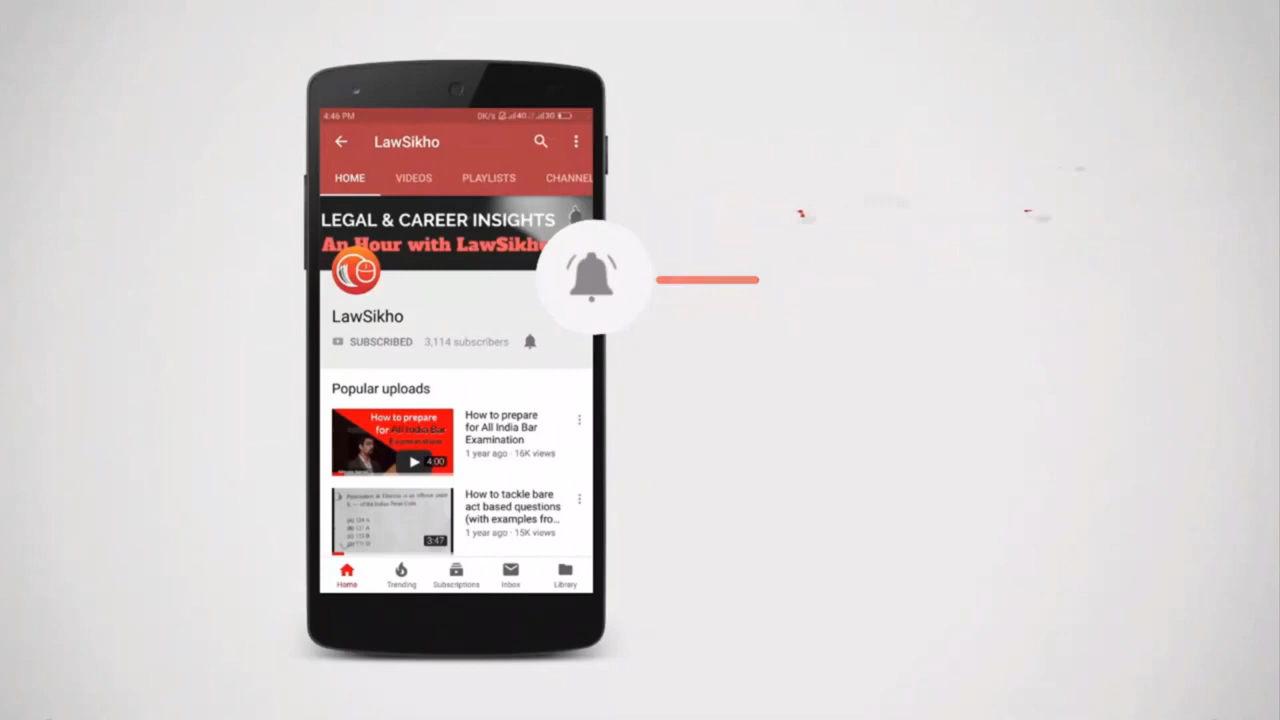 4:46 PM
0K/s 4G 3G
LawSikho
HOME VIDEOS PLAYLISTS CHANNEL
LEGAL & CAREER INSIGHTS
An Hour with LawSikho
LawSikho
SUBSCRIBED 3,114 subscribers
Popular uploads
How to prepare
for All India Bar
Examination
4:00
How to prepare
for All India Bar
Examination
1 year ago · 16K views
3:47
How to tackle bare
act based questions
(with examples fro...
1 year ago · 15K views
Home Trending Subscriptions Inbox Library